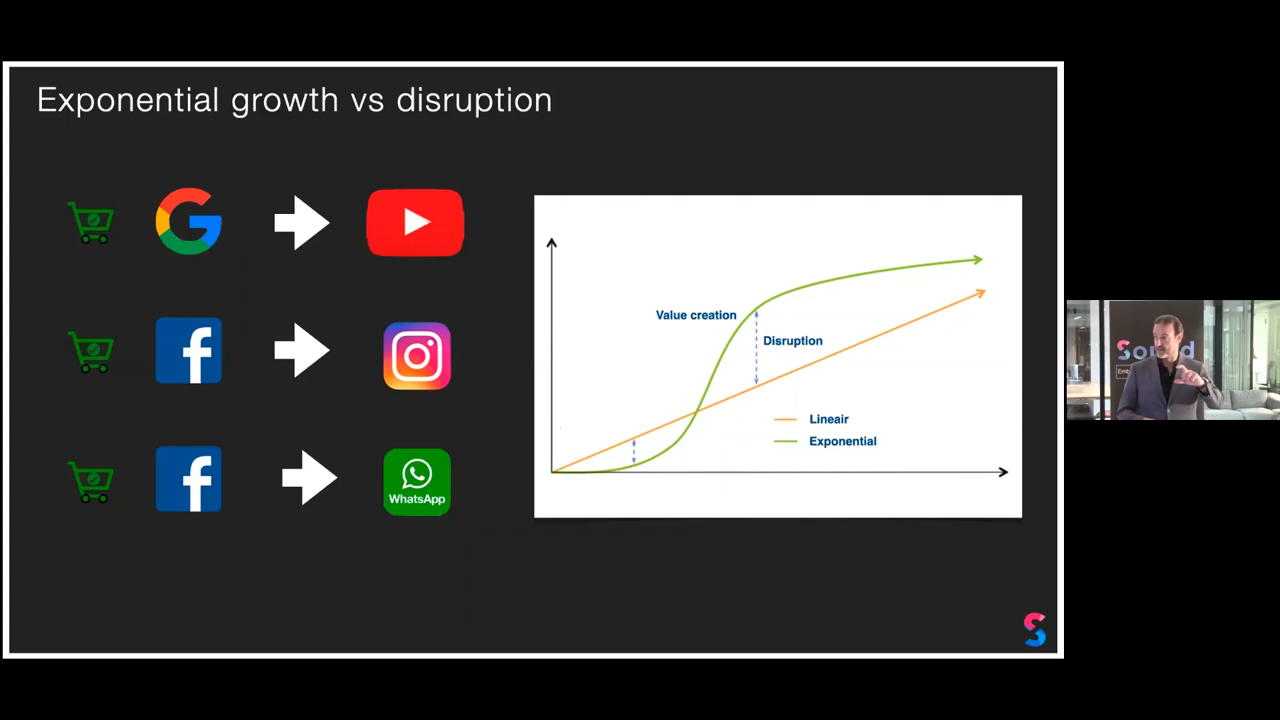 Exponential growth vs disruption
Value creation
Disruption
Lineair
Exponential
WhatsApp